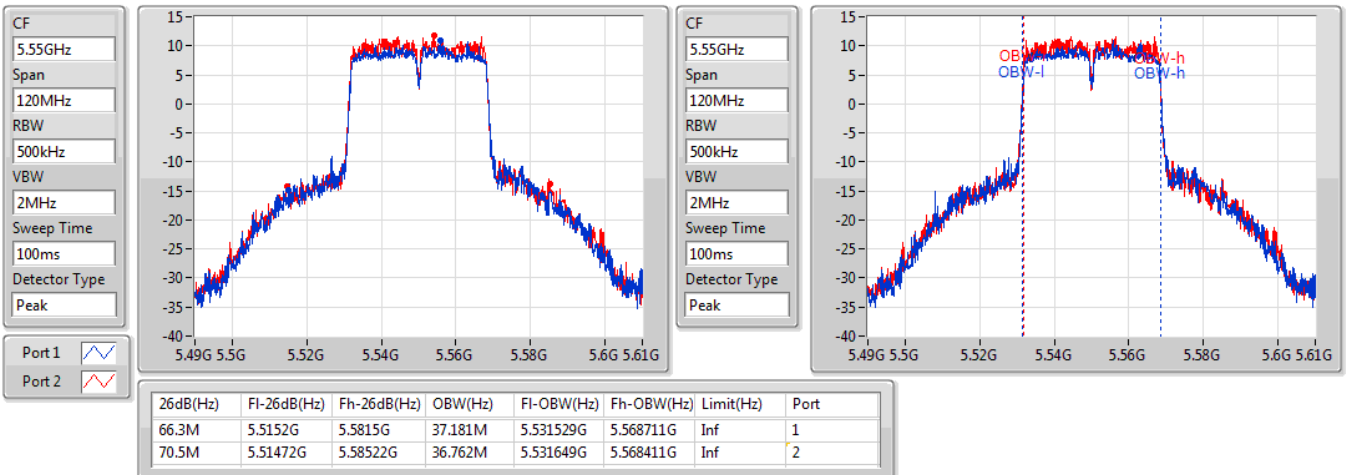 CF
5.55GHz
Span
120MHz
RBW
500kHz
VBW
2MHz
Sweep Time
100ms
Detector Type
Peak
Port 1
Port 2
15
10
5
0
-5
-10
-15
-20
-25
-30
-35
-40
5.49G 5.5G 5.52G 5.54G 5.56G 5.58G 5.6G 5.61G
CF
5.55GHz
Span
120MHz
RBW
500kHz
VBW
2MHz
Sweep Time
100ms
Detector Type
Peak
15
10
5
0
-5
-10
-15
-20
-25
-30
-35
-40
OBW-h
OBW-l OBW-h
5.49G 5.5G 5.52G 5.54G 5.56G 5.58G 5.6G 5.61G
26dB(Hz) Fl-26dB(Hz) Fh-26dB(Hz) OBW(Hz) Fl-OBW(Hz) Fh-OBW(Hz) Limit(Hz) Port
66.3M 5.5152G 5.5815G 37.181M 5.531529G 5.568711G Inf 1
70.5M 5.51472G 5.58522G 36.762M 5.531649G 5.568411G Inf 2